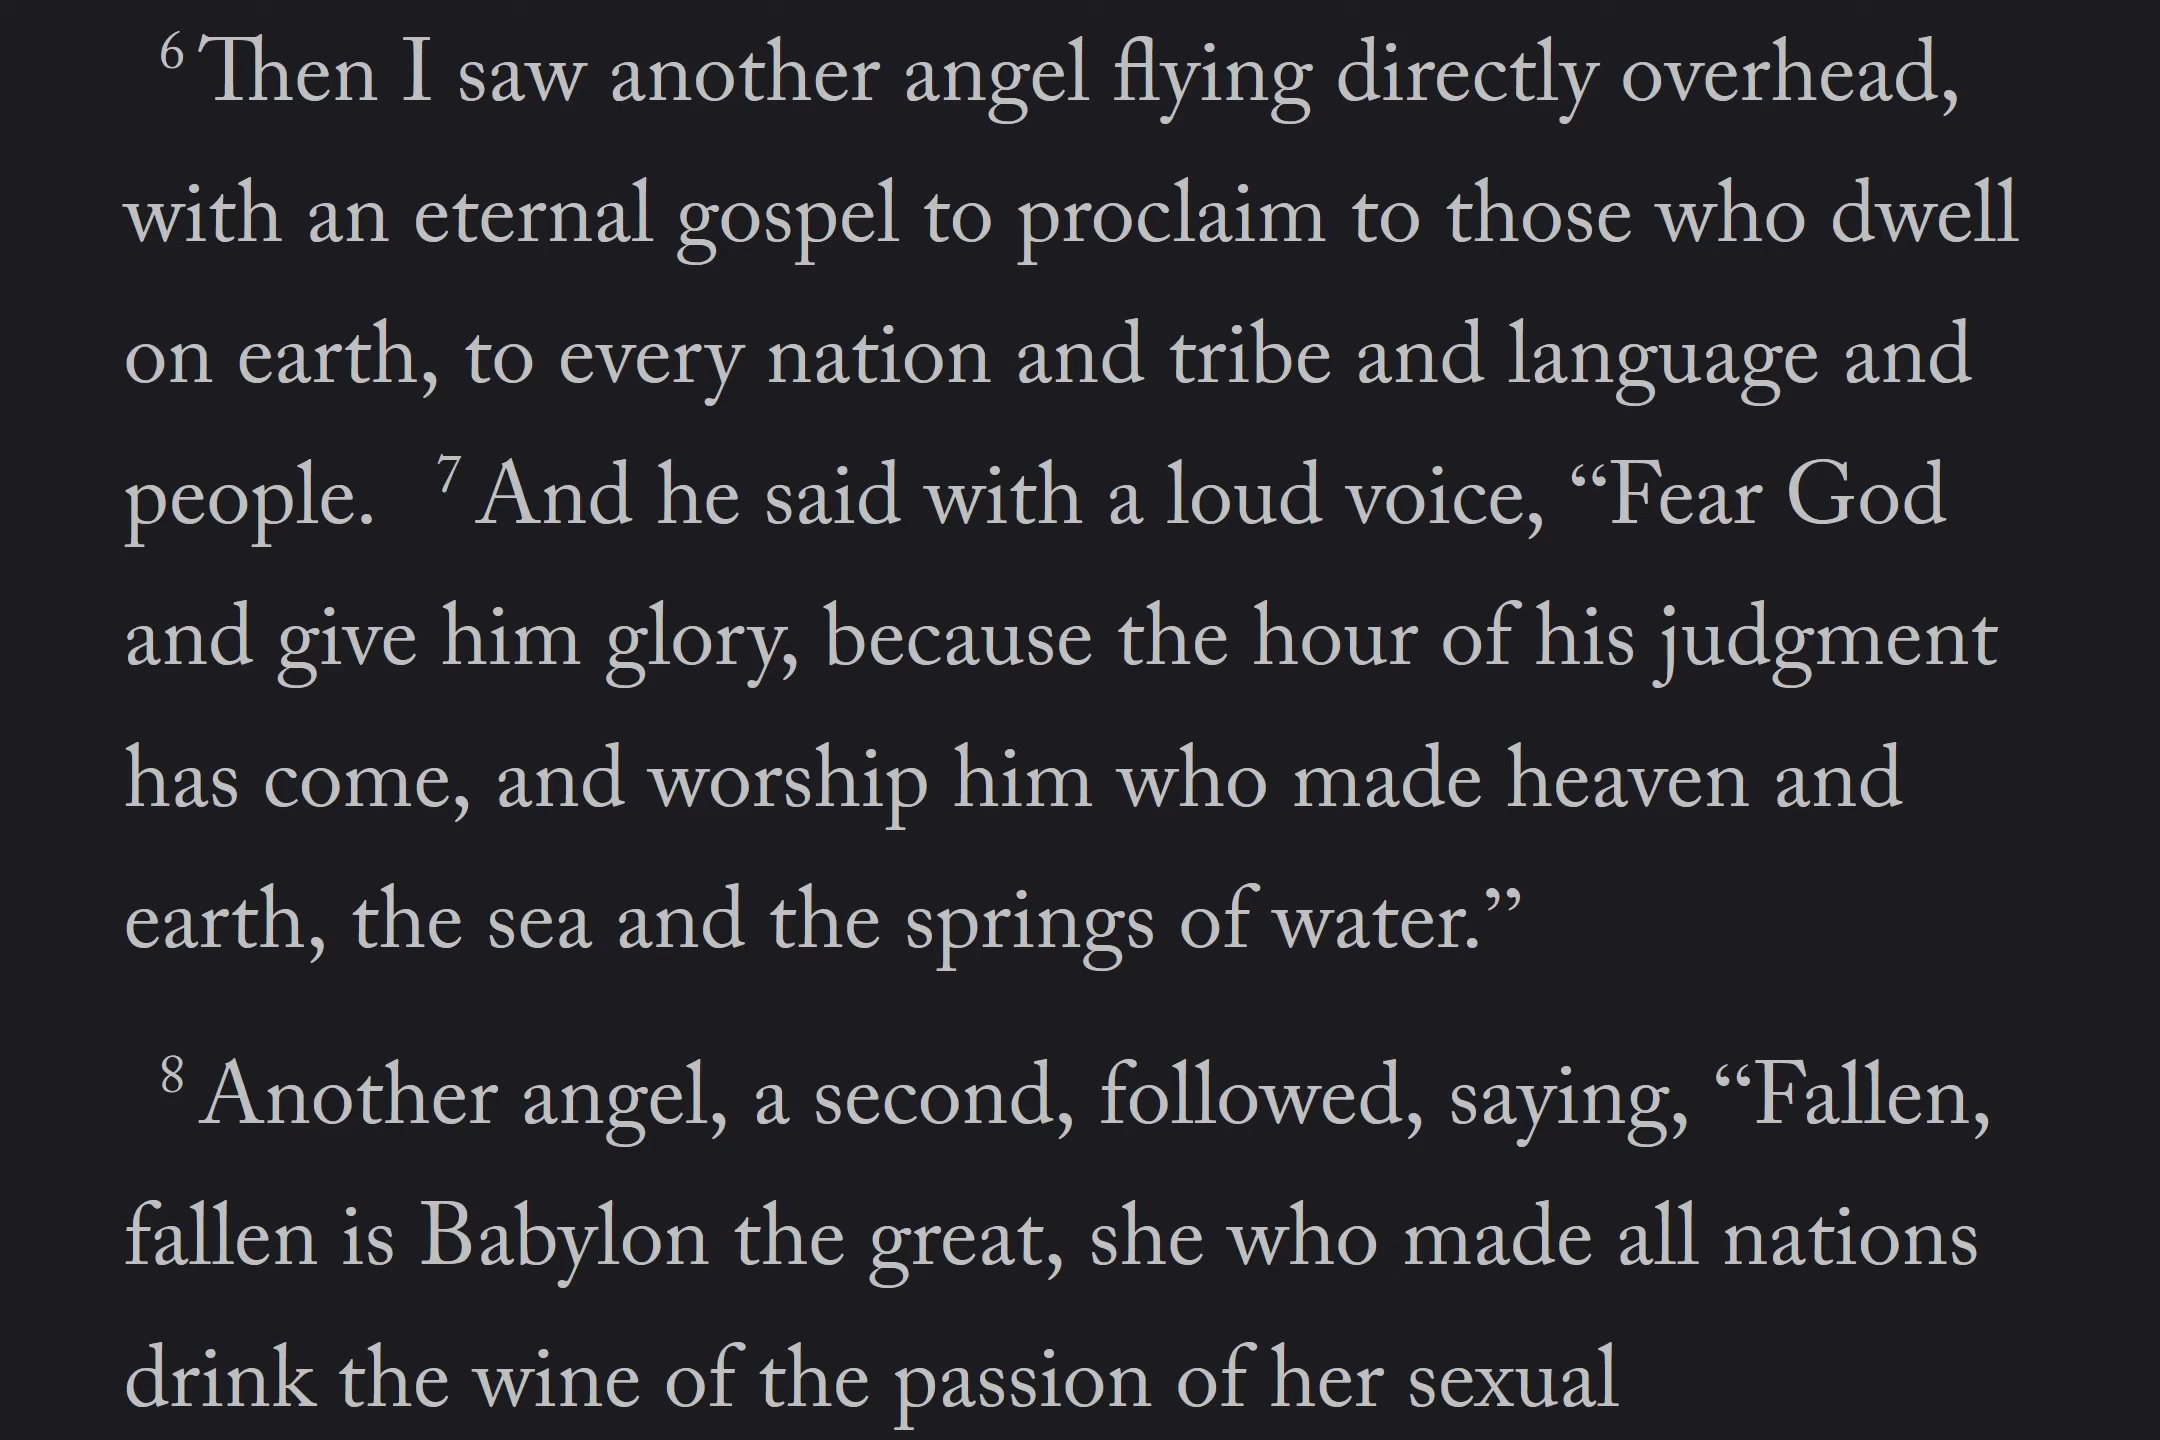 6 Then I saw another angel flying directly overhead,
with an eternal gospel to proclaim to those who dwell
on earth, to every nation and tribe and language and
people. 7 And he said with a loud voice, “Fear God
and give him glory, because the hour of his judgment
has come, and worship him who made heaven and
earth, the sea and the springs of water.”
8 Another angel, a second, followed, saying, “Fallen,
fallen is Babylon the great, she who made all nations
drink the wine of the passion of her sexual